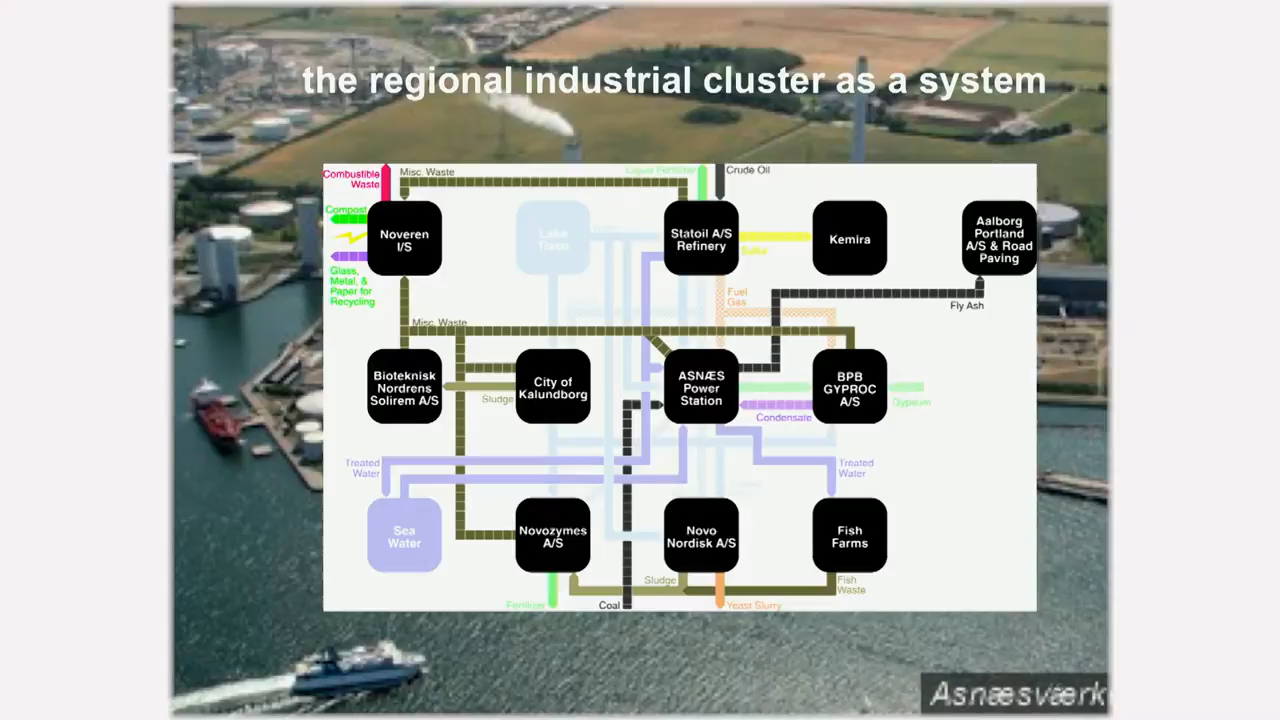 the regional industrial cluster as a system
Combustible
Waste
Misc. Waste
Liquid Fertilizer
Crude Oil
Compost
Noveren
I/S
Lake
Statoil A/S
Refinery
Sulfur
Kemira
Aalborg
Portland
A/S & Road
Paving
Glass,
Metal, &
Paper for
Recycling
Fuel
Gas
Fly Ash
Misc. Waste
Bioteknisk
Nordrens
Solirem A/S
Sludge
City of
Kalundborg
ASNÆS
Power
Station
BPB
GYPROC
A/S
Gypsum
Condensate
Treated
Water
Treated
Water
Sea
Water
Novozymes
A/S
Novo
Nordisk A/S
Fish
Farms
Sludge
Fish
Waste
Fertilizer
Coal
Yeast Slurry
Asnæsværk